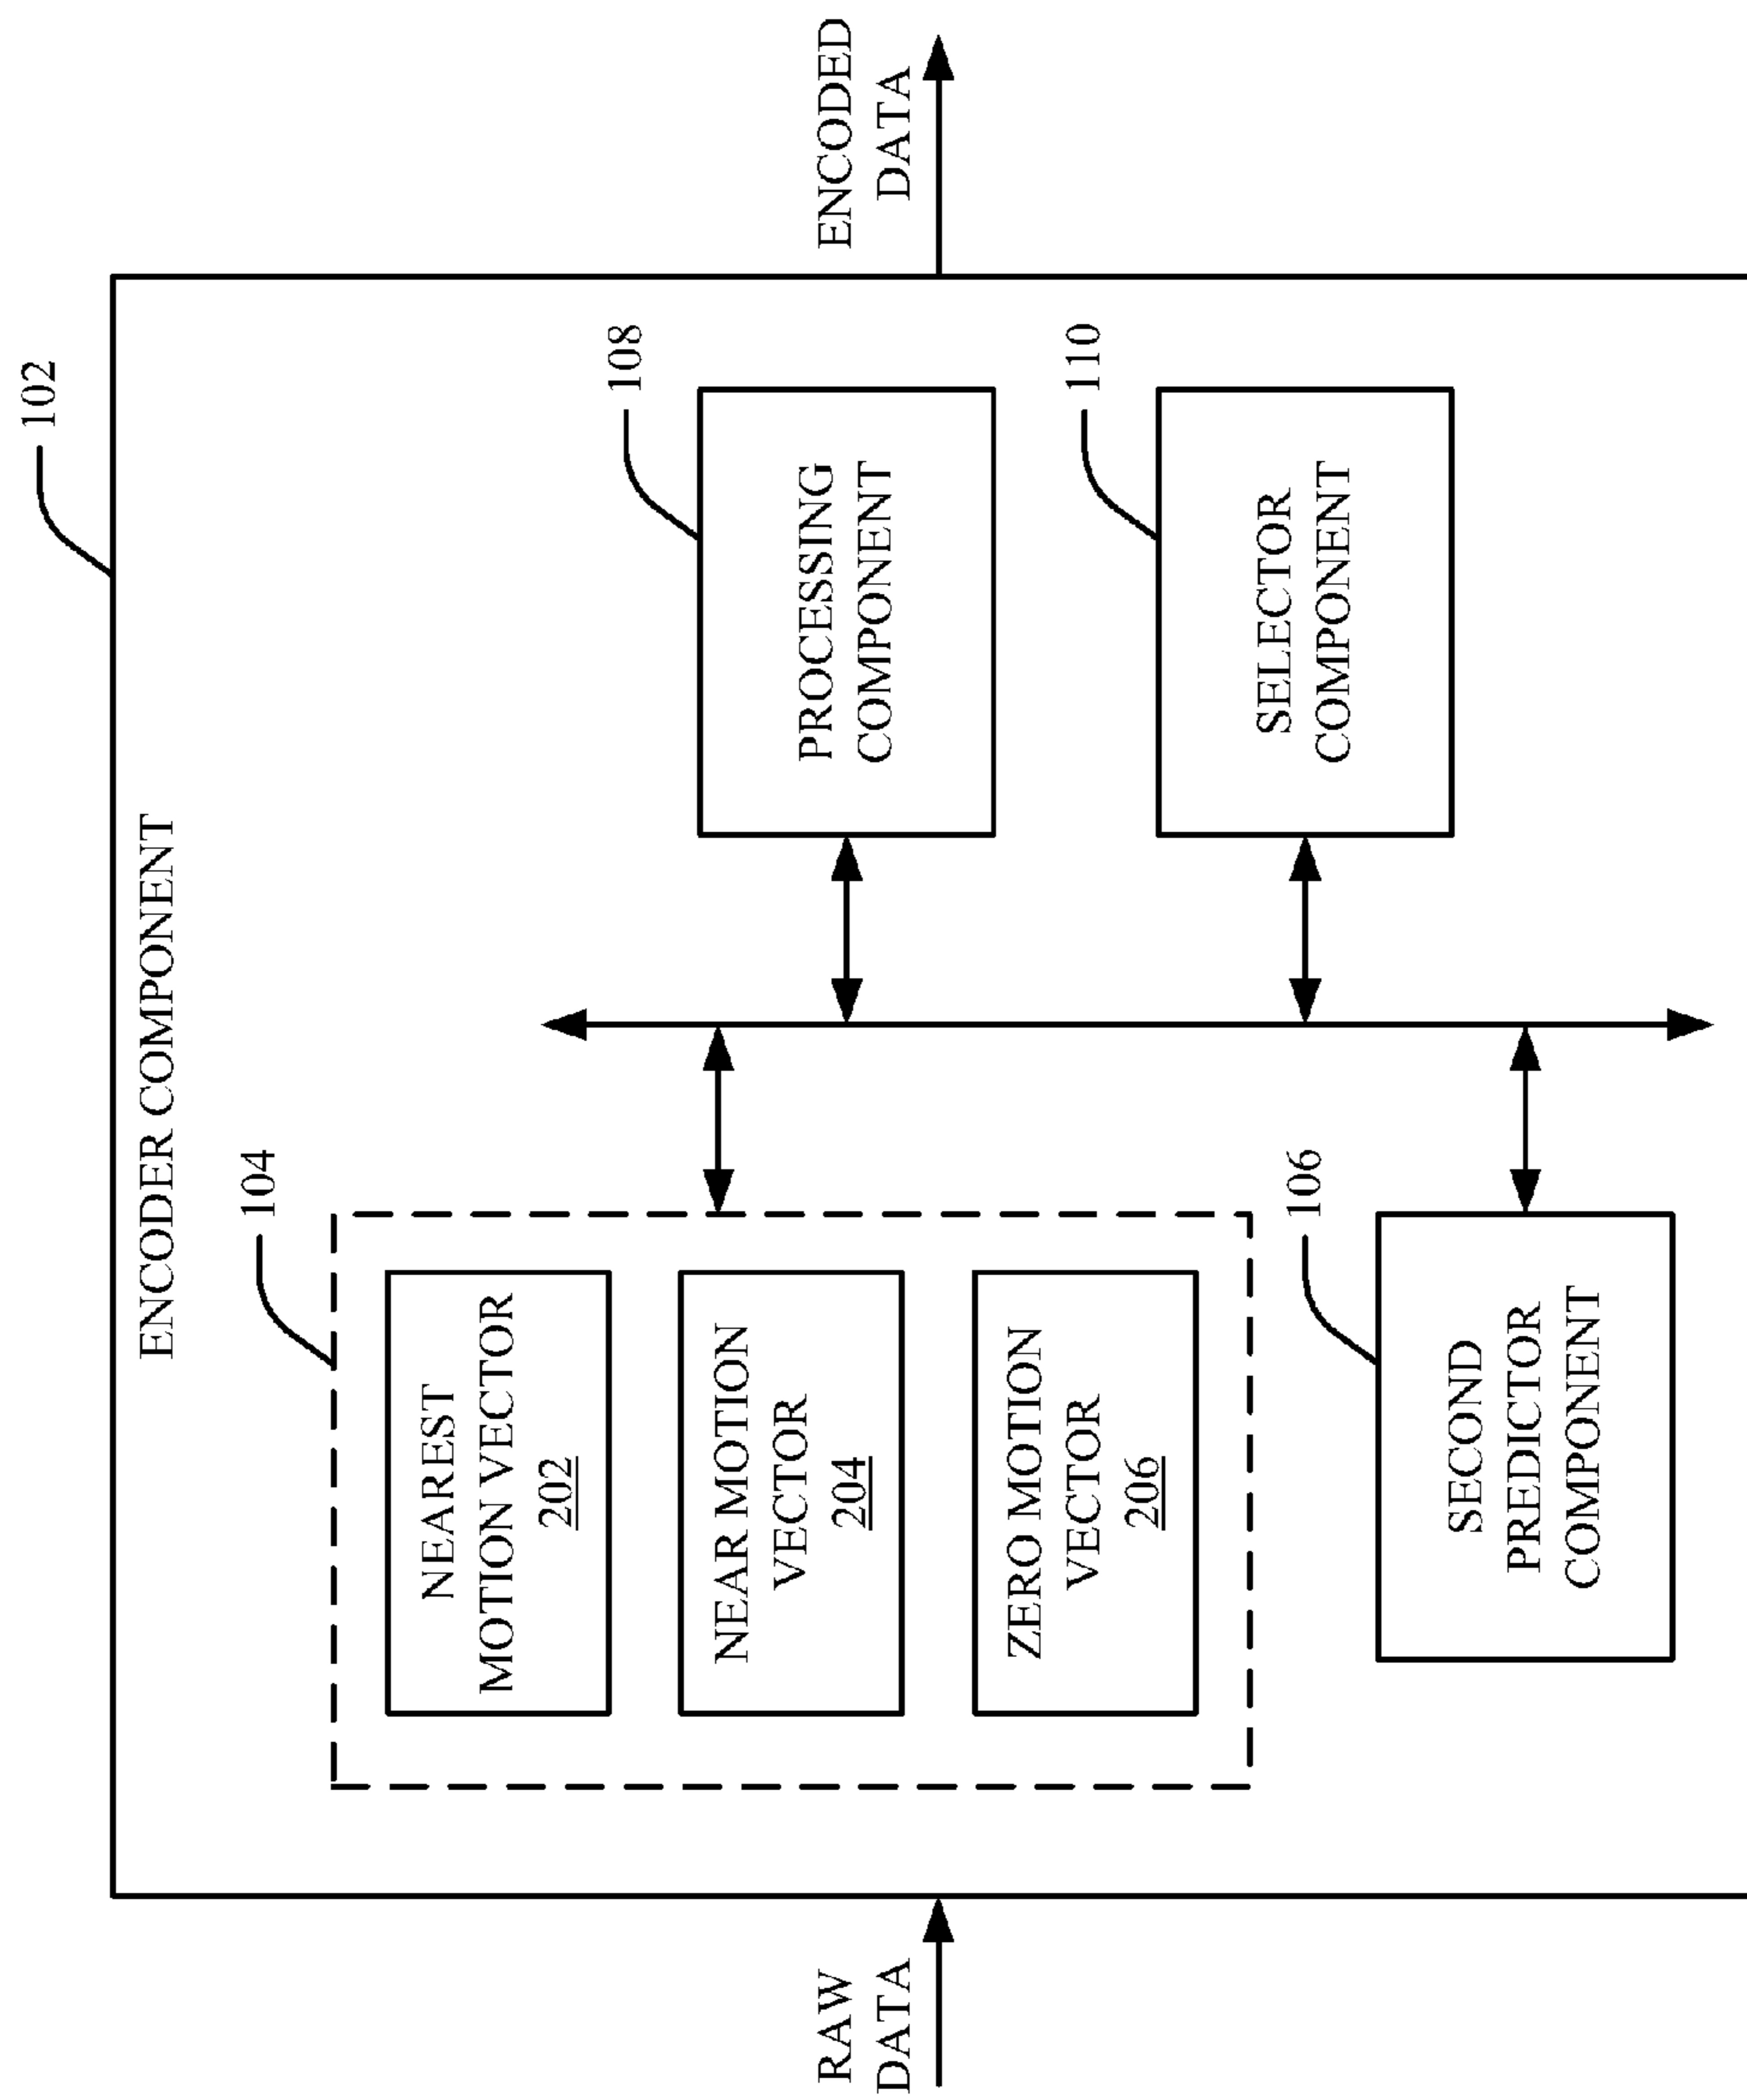 102
ENCODER COMPONENT
104
NEAREST
MOTION VECTOR
202
NEAR MOTION
VECTOR
204
ZERO MOTION
VECTOR
206
108
PROCESSING
COMPONENT
RAW
DATA
ENCODED
DATA
110
SELECTOR
COMPONENT
106
SECOND
PREDICTOR
COMPONENT